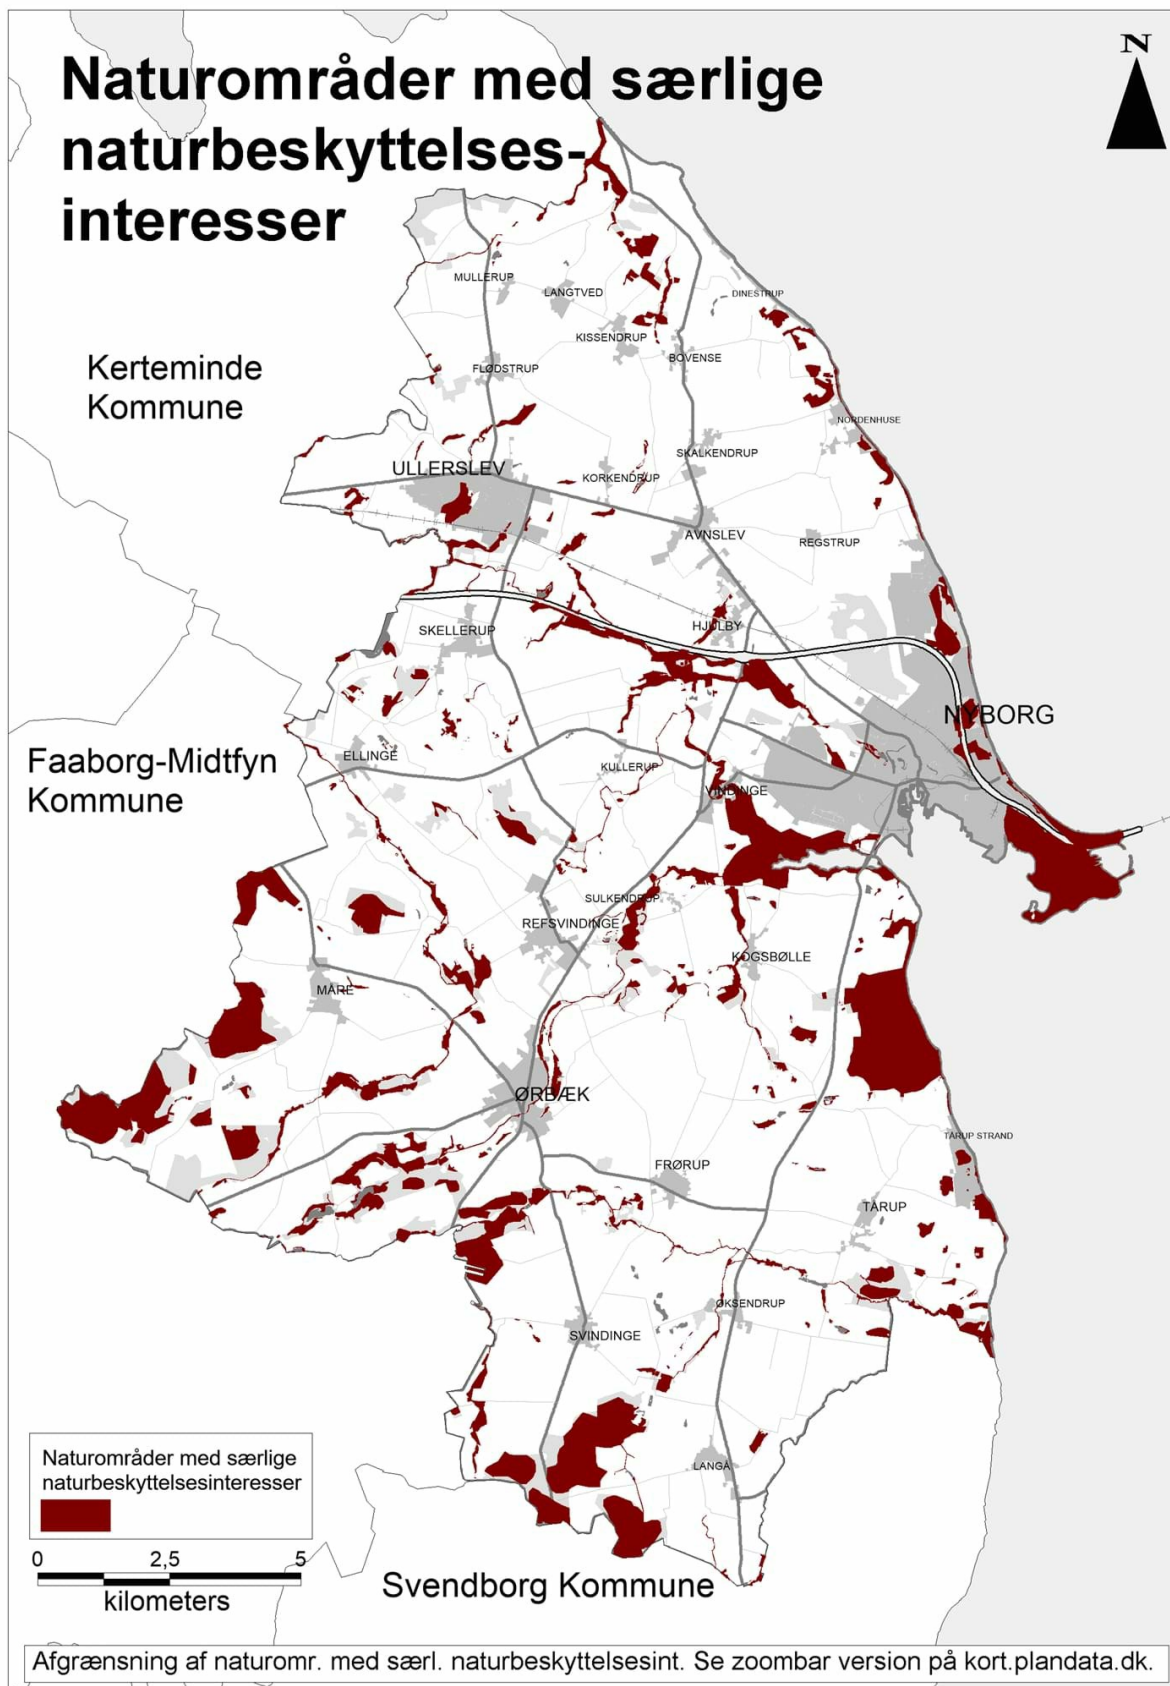 Naturområder med særlige
naturbeskyttelses-
interesser
N
MULLERUP
LANGTVED
DINESTRUP
KISSENDRUP
BOVENSE
Kerteminde
Kommune
FLØDSTRUP
NORDENHUSE
SKALKENDRUP
ULLERSLEV
KORKENDRUP
AVNSLEV
REGSTRUP
SKELLERUP
HJULBY
NYBORG
Faaborg-Midtfyn
Kommune
ELLINGE
KULLERUP
VINDINGE
SULKENDRUP
REFSVINDINGE
KOGSBØLLE
MÅRE
ØRBÆK
TÅRUP STRAND
FRØRUP
TÅRUP
ØKSENDRUP
SVINDINGE
LANGÅ
Naturområder med særlige
naturbeskyttelsesinteresser
0 2,5 5
kilometers
Svendborg Kommune
Afgrænsning af naturomr. med særl. naturbeskyttelsesint. Se zoombar version på kort.plandata.dk.